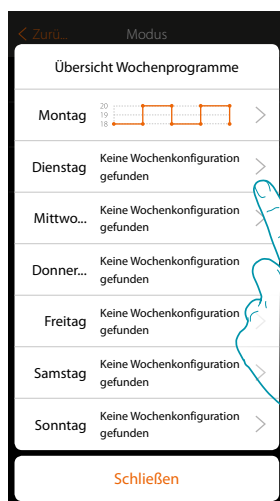 Zurü... Modus
Übersicht Wochenprogramme
Montag
20
19
18
Dienstag
Keine Wochenkonfiguration
gefunden
Mittwo...
Keine Wochenkonfiguration
gefunden
Donner...
Keine Wochenkonfiguration
gefunden
Freitag
Keine Wochenkonfiguration
gefunden
Samstag
Keine Wochenkonfiguration
gefunden
Sonntag
Keine Wochenkonfiguration
gefunden
Schließen